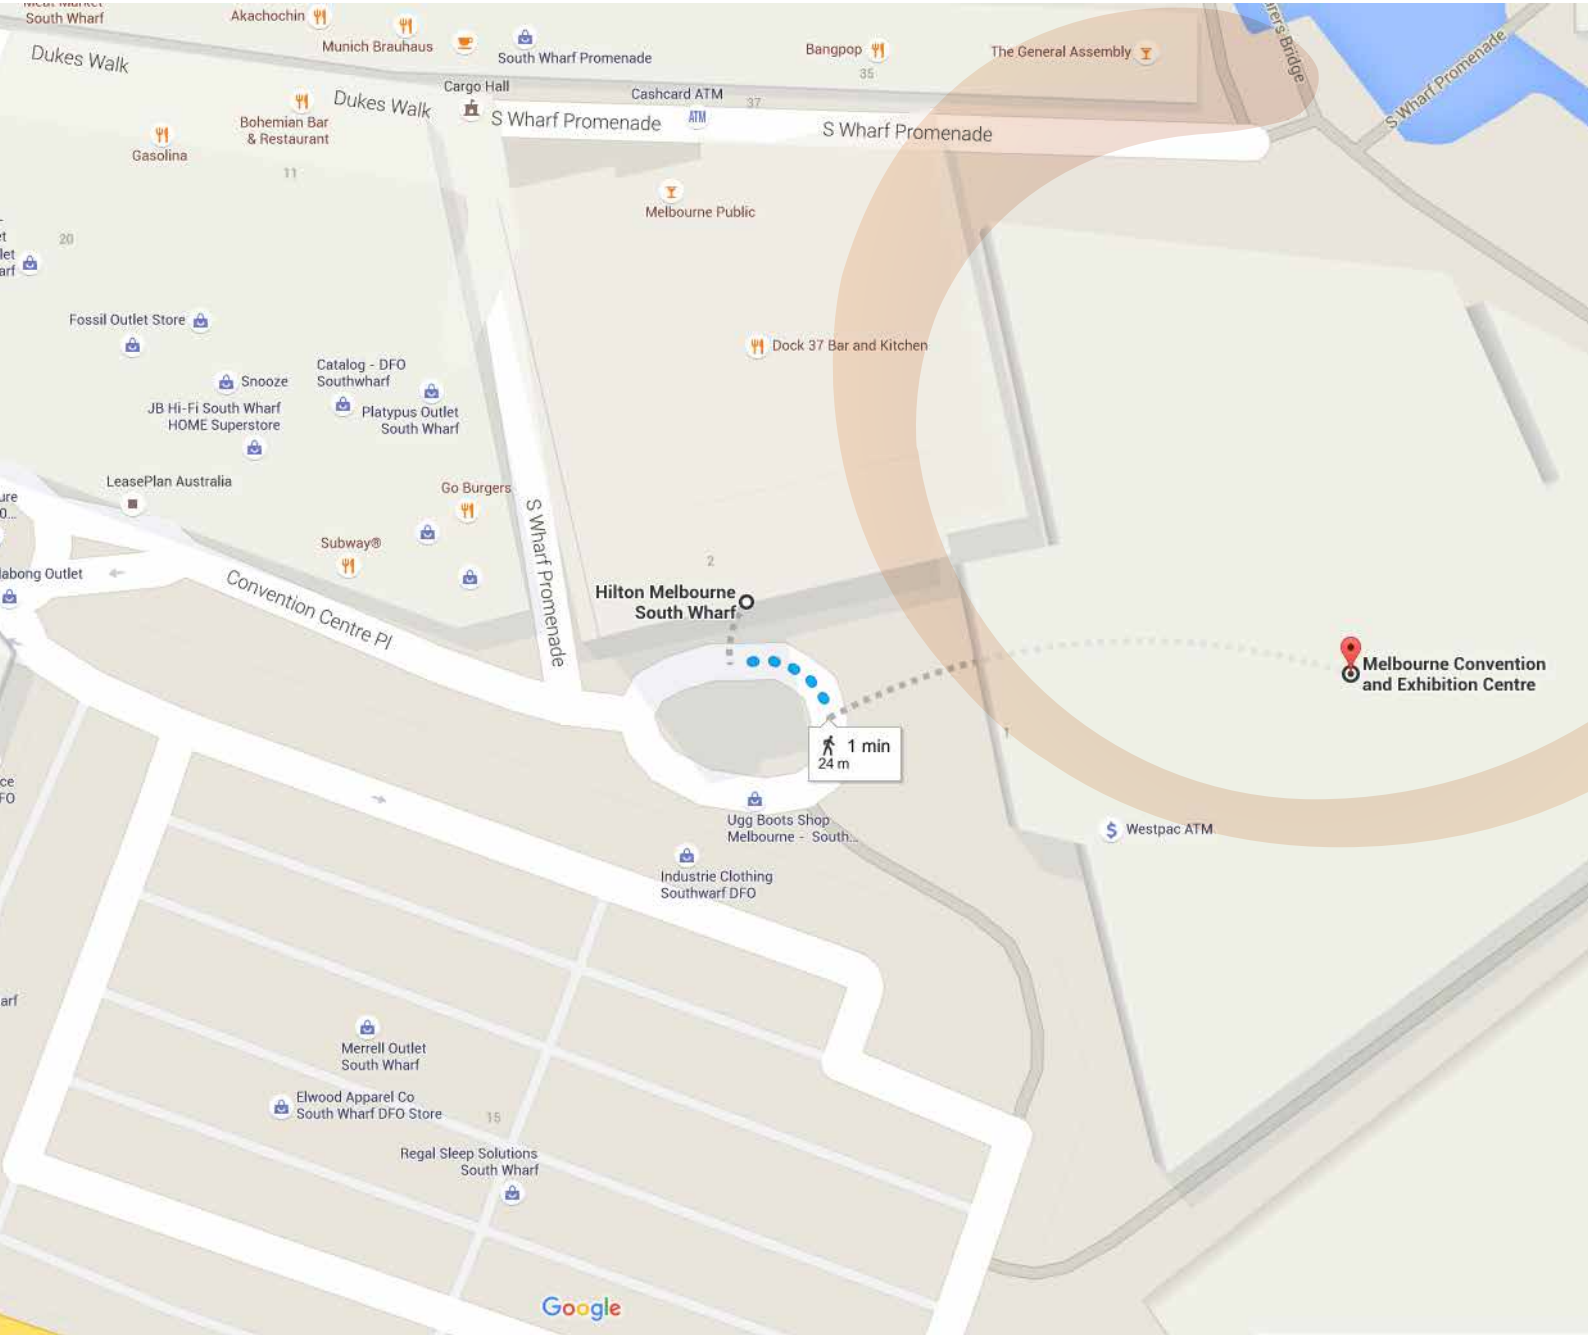 South Wharf
Akachochin
Munich Brauhaus
South Wharf Promenade
Bangpop
35
The General Assembly
S Wharf Promenade
Dukes Walk
Dukes Walk
Cargo Hall
S Wharf Promenade
Cashcard ATM
ATM
37
S Wharf Promenade
Bohemian Bar
& Restaurant
Gasolina
11
Melbourne Public
20
Fossil Outlet Store
Dock 37 Bar and Kitchen
Snooze
Catalog - DFO
Southwharf
JB Hi-Fi South Wharf
HOME Superstore
Platypus Outlet
South Wharf
LeasePlan Australia
Go Burgers
S Wharf Promenade
Subway®
2
Convention Centre Pl
Hilton Melbourne
South Wharf
Melbourne Convention
and Exhibition Centre
1 min
24 m
Ugg Boots Shop
Melbourne - South...
$
Westpac ATM
Industrie Clothing
Southwarf DFO
Merrell Outlet
South Wharf
Elwood Apparel Co
South Wharf DFO Store
15
Regal Sleep Solutions
South Wharf
Google